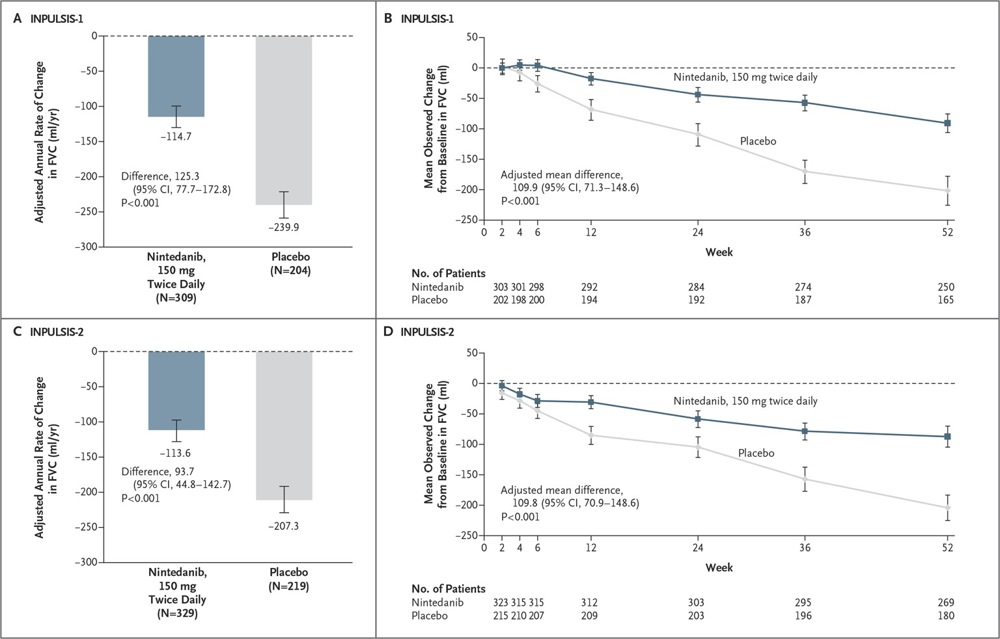 A INPULSIS-1
Adjusted Annual Rate of Change
in FVC (ml/yr)
0
–50
–100
–150
–200
–250
–300
–114.7
–239.9
Difference, 125.3
(95% CI, 77.7–172.8)
P<0.001
Nintedanib,
150 mg
Twice Daily
(N=309)
Placebo
(N=204)
B INPULSIS-1
Mean Observed Change
from Baseline in FVC (ml)
50
0
–50
–100
–150
–200
–250
Nintedanib, 150 mg twice daily
Placebo
Adjusted mean difference,
109.9 (95% CI, 71.3–148.6)
P<0.001
0 2 4 6 12 24 36 52
Week
No. of Patients
Nintedanib 303 301 298 292 284 274 250
Placebo 202 198 200 194 192 187 165
C INPULSIS-2
Adjusted Annual Rate of Change
in FVC (ml/yr)
0
–50
–100
–150
–200
–250
–300
–113.6
–207.3
Difference, 93.7
(95% CI, 44.8–142.7)
P<0.001
Nintedanib,
150 mg
Twice Daily
(N=329)
Placebo
(N=219)
D INPULSIS-2
Mean Observed Change
from Baseline in FVC (ml)
50
0
–50
–100
–150
–200
–250
Nintedanib, 150 mg twice daily
Placebo
Adjusted mean difference,
109.8 (95% CI, 70.9–148.6)
P<0.001
0 2 4 6 12 24 36 52
Week
No. of Patients
Nintedanib 323 315 315 312 303 295 269
Placebo 215 210 207 209 203 196 180